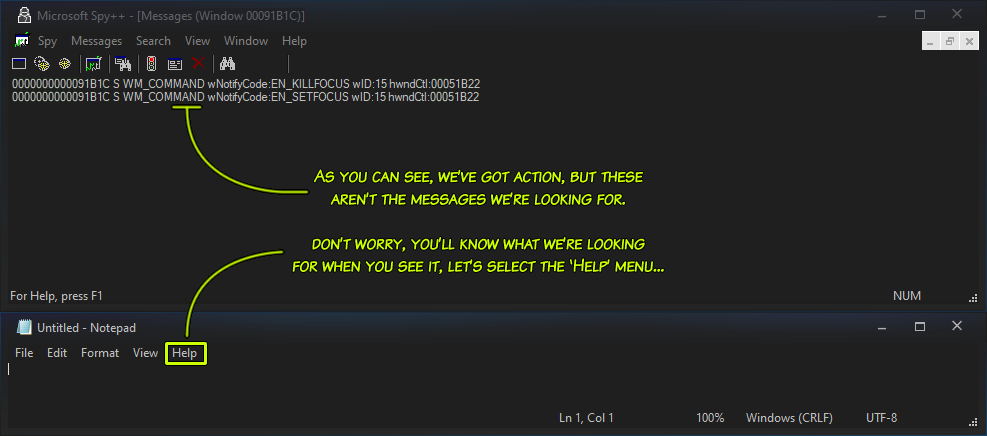 Microsoft Spy++ - [Messages (Window 00091B1C)]
Spy Messages Search View Window Help
0000000000091B1C S WM_COMMAND wNotifyCode:EN_KILLFOCUS wID:15 hwndCtl:00051B22
0000000000091B1C S WM_COMMAND wNotifyCode:EN_SETFOCUS wID:15 hwndCtl:00051B22
As you can see, we've got action, but these
aren't the messages we're looking for.
don't worry, you'll know what we're looking
for when you see it, let's select the 'Help' menu...
For Help, press F1 NUM
Untitled - Notepad
File Edit Format View Help
Ln 1, Col 1 100% Windows (CRLF) UTF-8